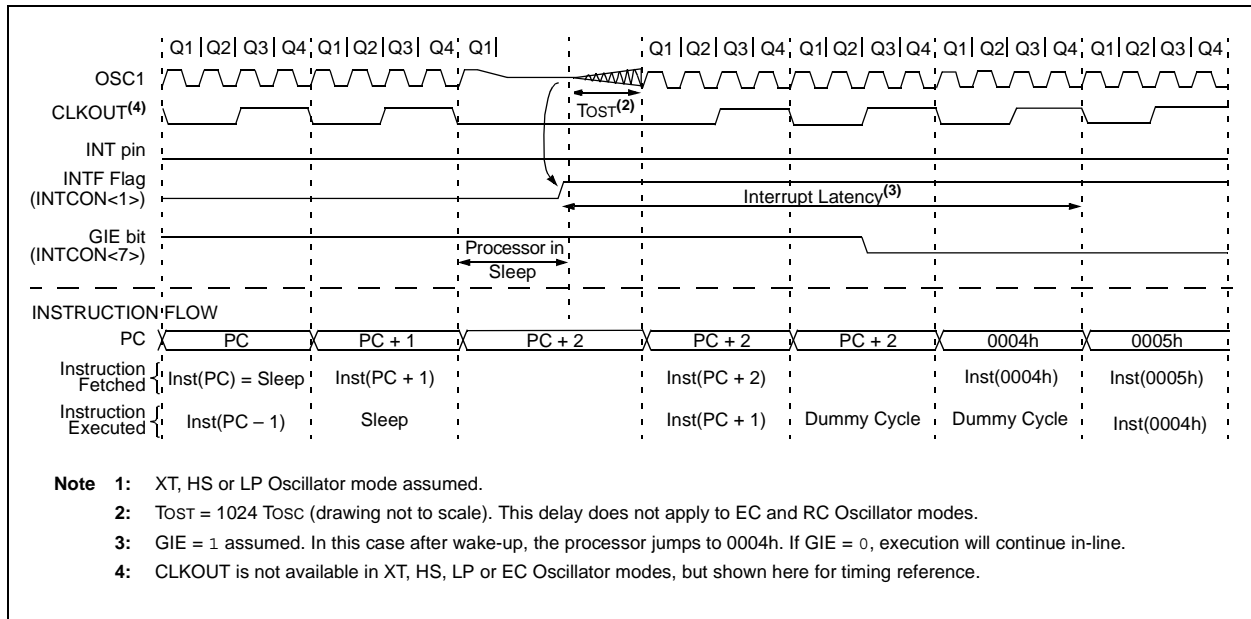 Q1 Q2 Q3 Q4 Q1 Q2 Q3 Q4 Q1 Q1 Q2 Q3 Q4 Q1 Q2 Q3 Q4 Q1 Q2 Q3 Q4 Q1 Q2 Q3 Q4
OSC1
TOST(2)
CLKOUT(4)
INT pin
INTF Flag
(INTCON<1>)
Interrupt Latency(3)
GIE bit
(INTCON<7>)
Processor in
Sleep
INSTRUCTION FLOW
PC PC PC + 1 PC + 2 PC + 2 PC + 2 0004h 0005h
Instruction
Fetched
Inst(PC) = Sleep Inst(PC + 1) Inst(PC + 2) Inst(0004h) Inst(0005h)
Instruction
Executed
Inst(PC – 1) Sleep Inst(PC + 1) Dummy Cycle Dummy Cycle Inst(0004h)
Note 1: XT, HS or LP Oscillator mode assumed.
2: TOST = 1024 TOSC (drawing not to scale). This delay does not apply to EC and RC Oscillator modes.
3: GIE = 1 assumed. In this case after wake-up, the processor jumps to 0004h. If GIE = 0, execution will continue in-line.
4: CLKOUT is not available in XT, HS, LP or EC Oscillator modes, but shown here for timing reference.